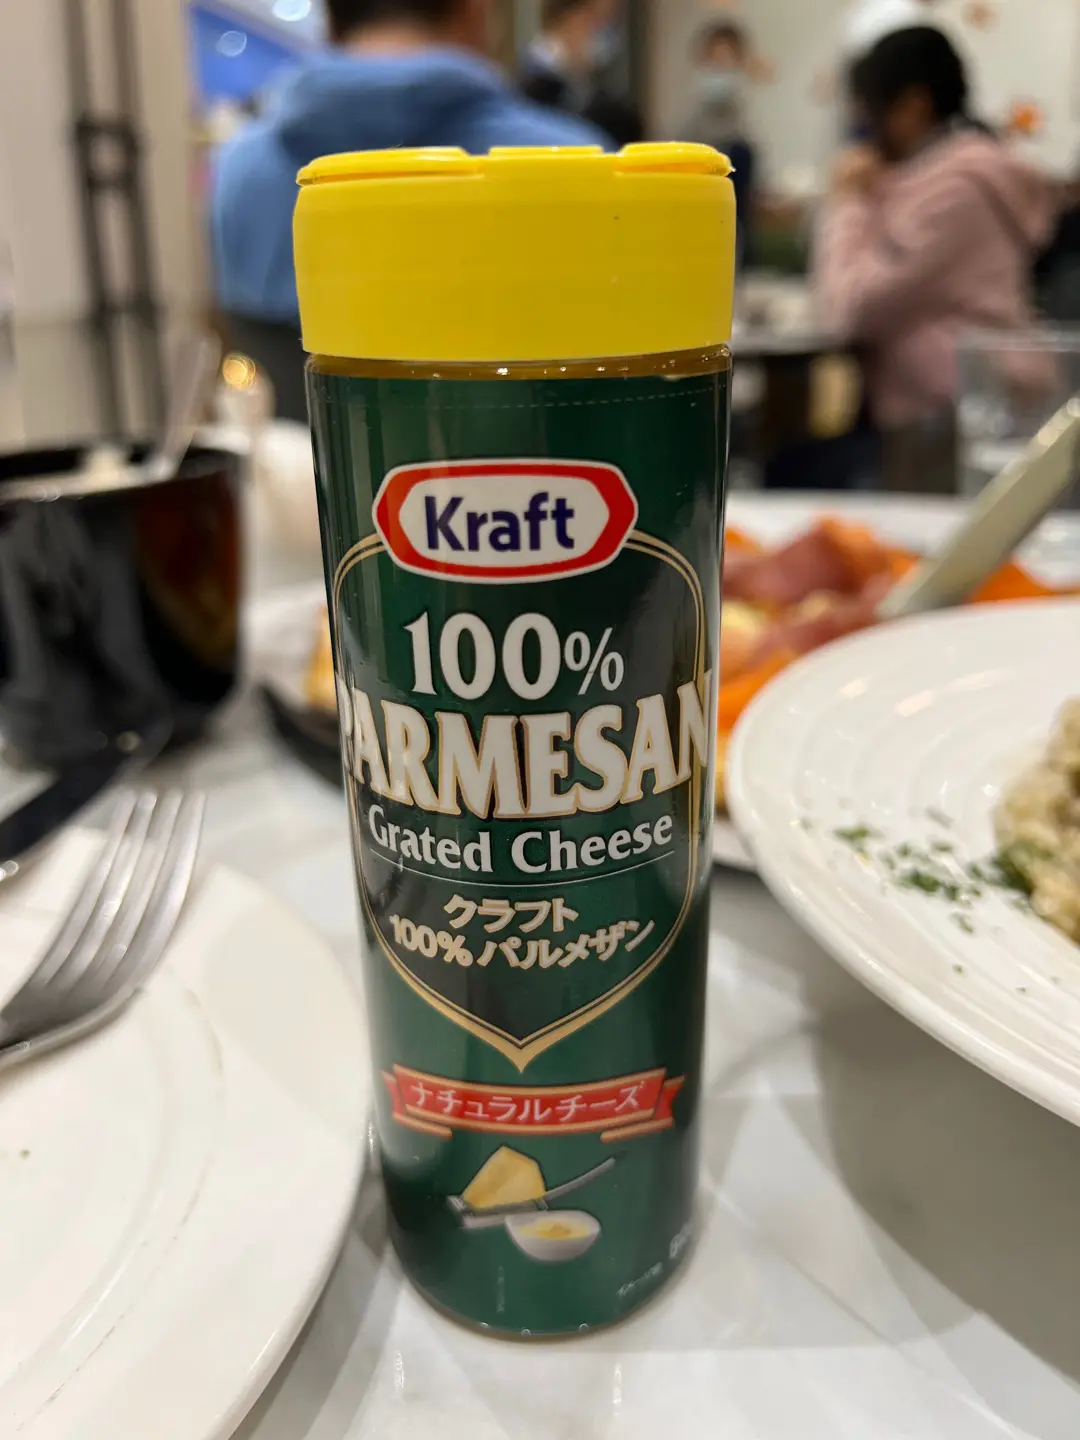 Kraft
100%
PARMESAN
Grated Cheese
クラフト
100% パルメザン
ナチュラルチーズ